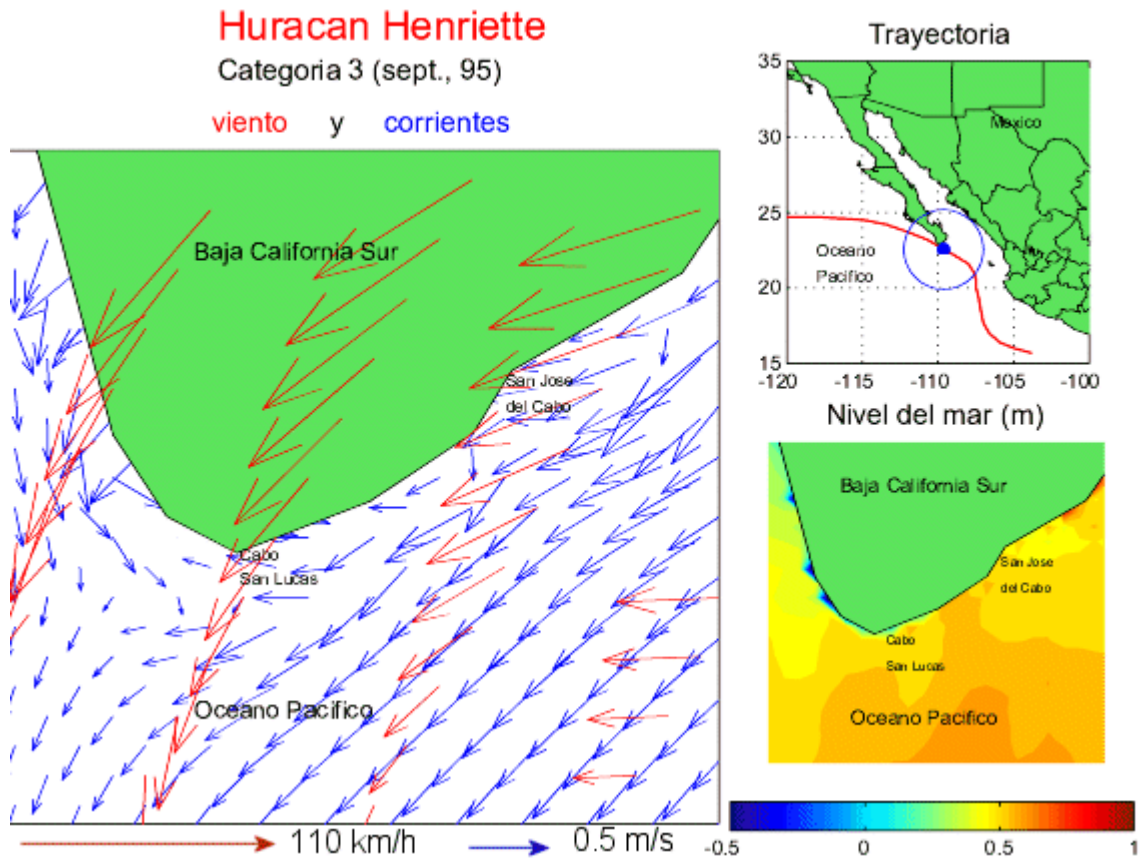 Huracan Henriette
Categoria 3 (sept., 95)
viento y corrientes
Baja California Sur
San Jose
del Cabo
Cabo
San Lucas
Oceano Pacifico
110 km/h 0.5 m/s
Trayectoria
35
30
25
20
15
Mexico
Oceano
Pacifico
-120 -115 -110 -105 -100
Nivel del mar (m)
Baja California Sur
San Jose
del Cabo
Cabo
San Lucas
Oceano Pacifico
-0.5 0 0.5 1